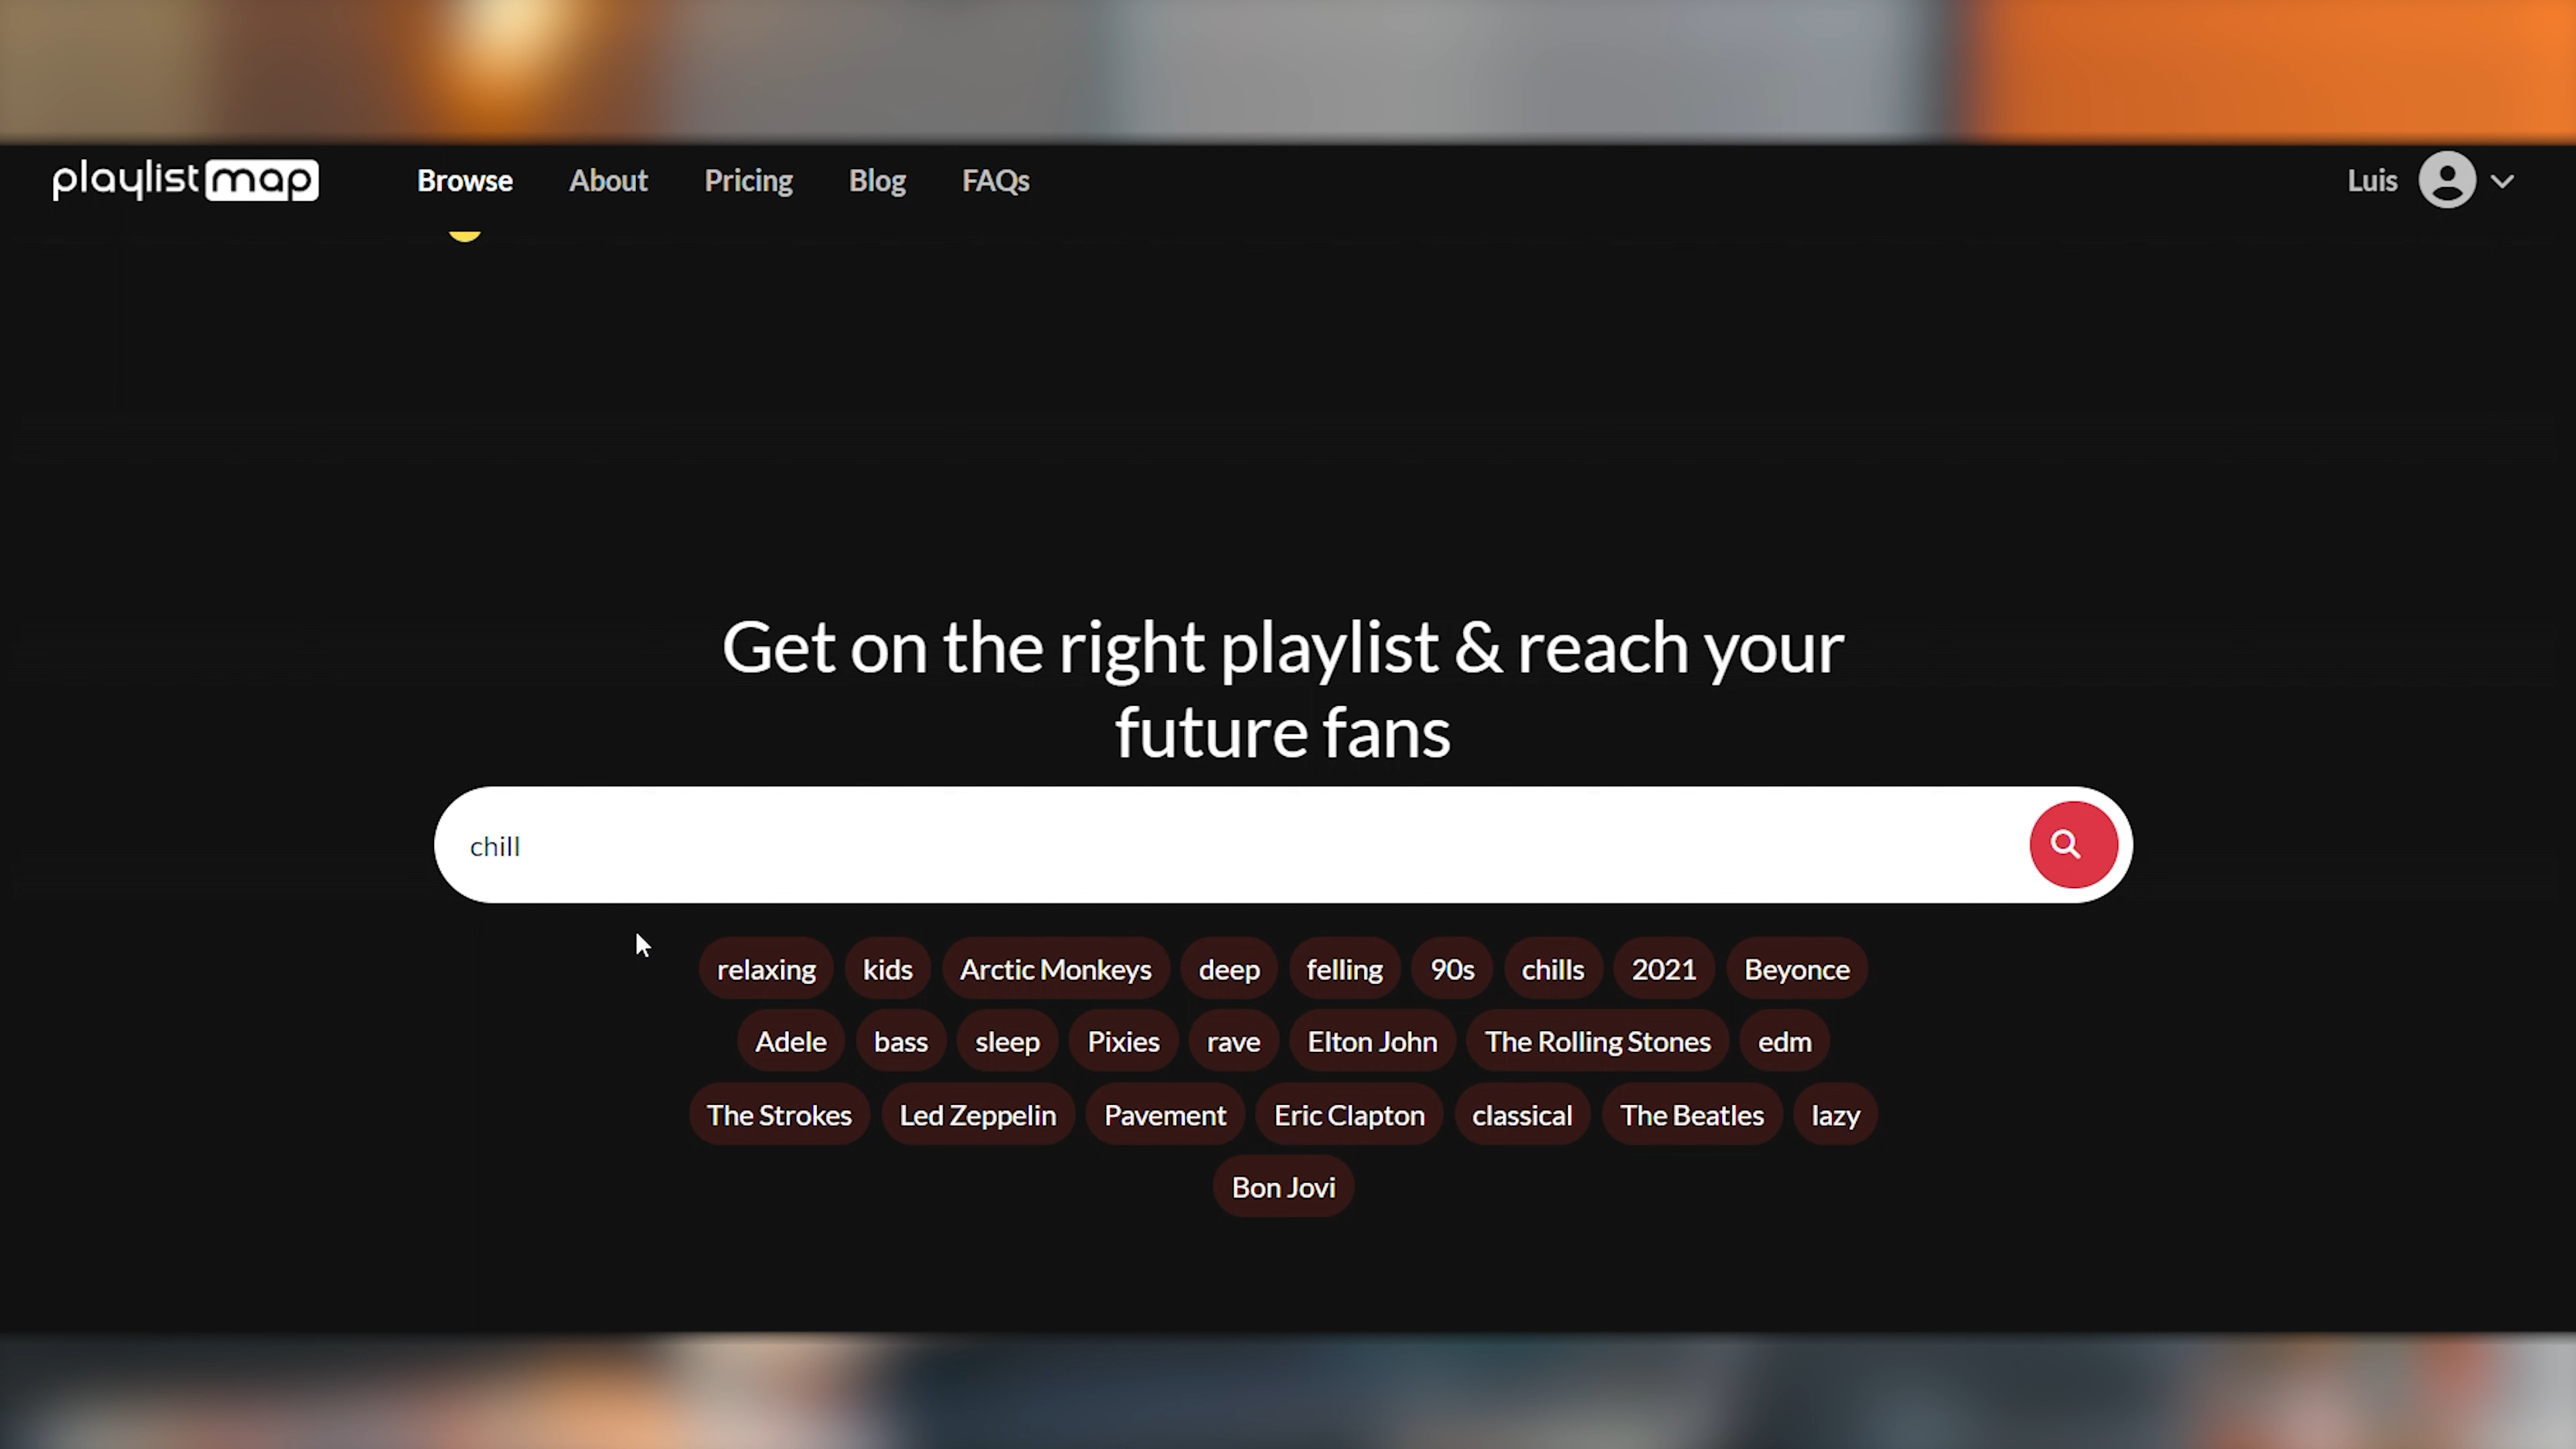 playlist map Browse About Pricing Blog FAQs Luis
Get on the right playlist & reach your
future fans
chill
relaxing kids Arctic Monkeys deep felling 90s chills 2021 Beyonce
Adele bass sleep Pixies rave Elton John The Rolling Stones edm
The Strokes Led Zeppelin Pavement Eric Clapton classical The Beatles lazy
Bon Jovi